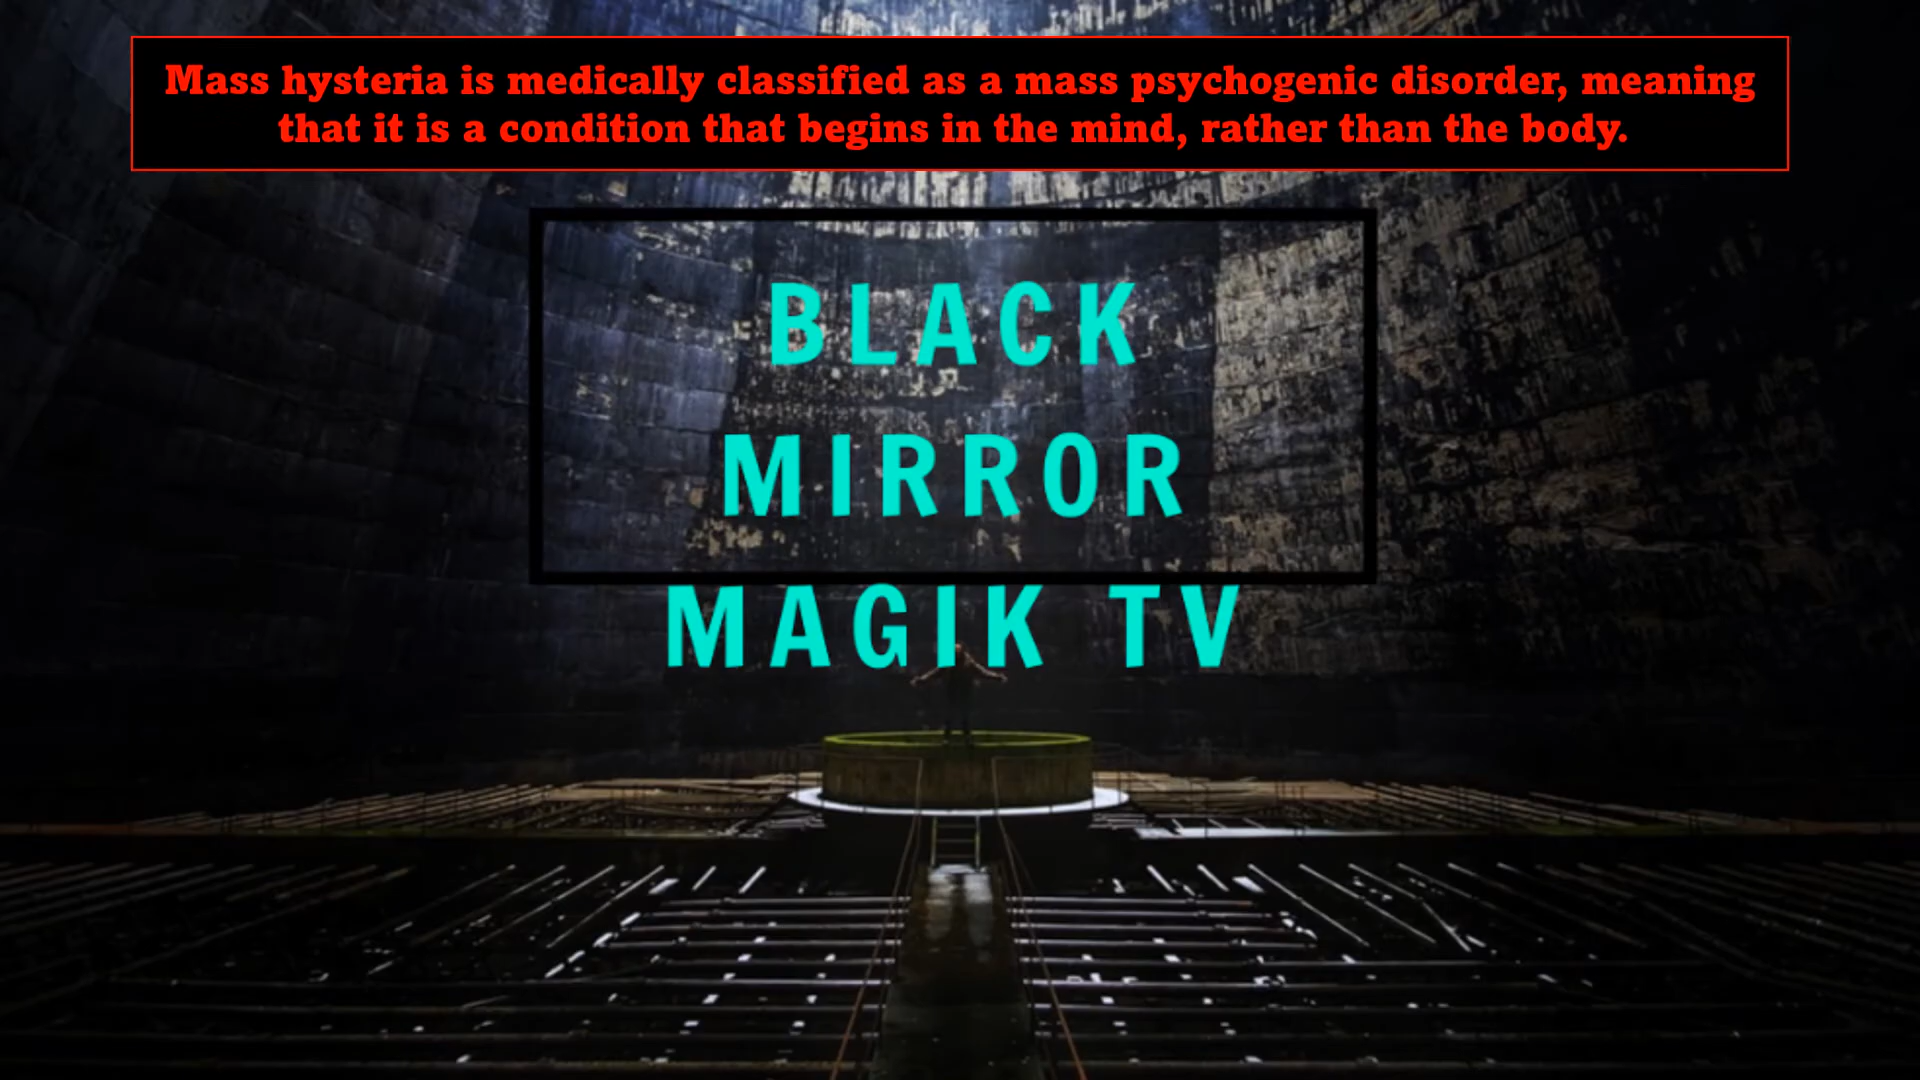 Mass hysteria is medically classified as a mass psychogenic disorder, meaning
that it is a condition that begins in the mind, rather than the body.
BLACK
MIRROR
MAGIK TV